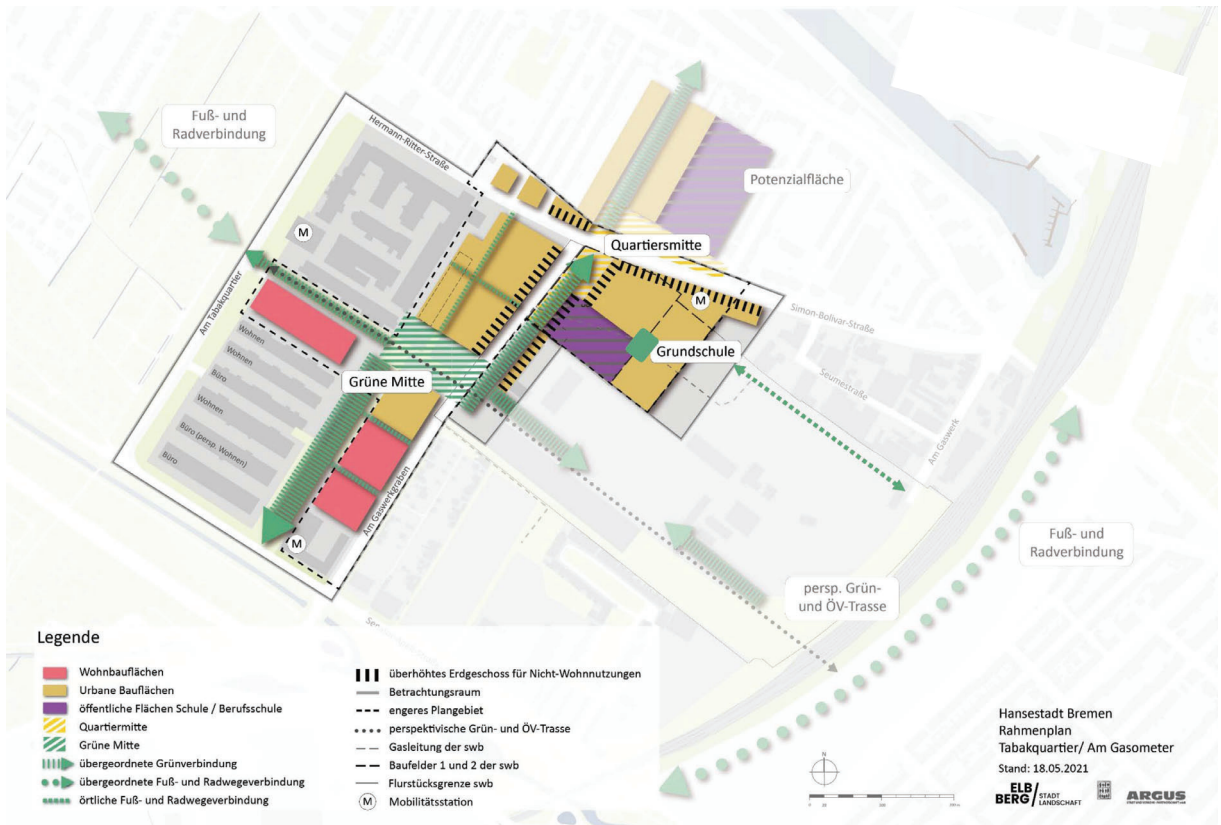 Fuß- und
Radverbindung
Hermann-Ritter-Straße
Potenzialfläche
M
Quartiersmitte
Am Tabakquartier
M
Simon-Bolivar-Straße
Grundschule
Seumestraße
Wohnen
Wohnen
Büro
Wohnen
Büro (persp. Wohnen)
Büro
Grüne Mitte
Am Gaswerk
Am Gaswerkgraben
M
Fuß- und
Radverbindung
persp. Grün-
und ÖV-Trasse
Legende
Wohnbauflächen
Urbane Bauflächen
öffentliche Flächen Schule / Berufsschule
Quartiermitte
Grüne Mitte
übergeordnete Grünverbindung
übergeordnete Fuß- und Radwegeverbindung
örtliche Fuß- und Radwegeverbindung
überhöhtes Erdgeschoss für Nicht-Wohnnutzungen
Betrachtungsraum
engeres Plangebiet
perspektivische Grün- und ÖV-Trasse
Gasleitung der swb
Baufelder 1 und 2 der swb
Flurstücksgrenze swb
M Mobilitätsstation
N
Hansestadt Bremen
Rahmenplan
Tabakquartier/ Am Gasometer
Stand: 18.05.2021
ELB
BERG/ STADT
LANDSCHAFT
ARGUS